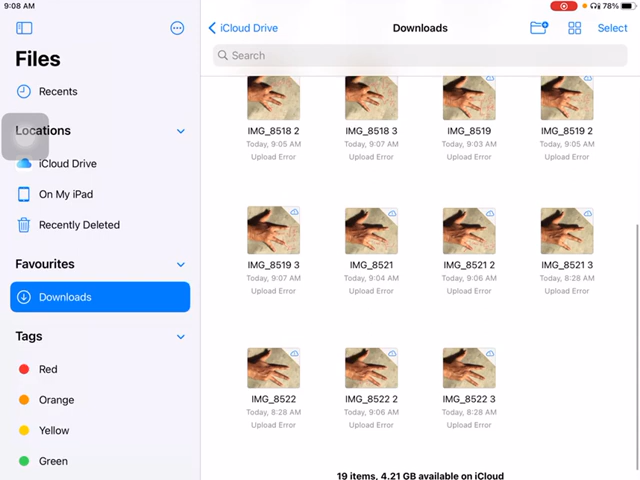 9:08 AM
78%
Files
Recents
Locations
iCloud Drive
On My iPad
Recently Deleted
Favourites
Downloads
Tags
Red
Orange
Yellow
Green
iCloud Drive
Downloads
Select
Search
IMG_8518 2 IMG_8518 3 IMG_8519 IMG_8519 2
Today, 9:05 AM Today, 9:07 AM Today, 9:03 AM Today, 9:05 AM
Upload Error Upload Error Upload Error Upload Error
IMG_8519 3 IMG_8521 IMG_8521 2 IMG_8521 3
Today, 9:07 AM Today, 9:04 AM Today, 9:06 AM Today, 8:28 AM
Upload Error Upload Error Upload Error Upload Error
IMG_8522 IMG_8522 2 IMG_8522 3
Today, 8:28 AM Today, 9:06 AM Today, 8:28 AM
Upload Error Upload Error Upload Error
19 items, 4.21 GB available on iCloud